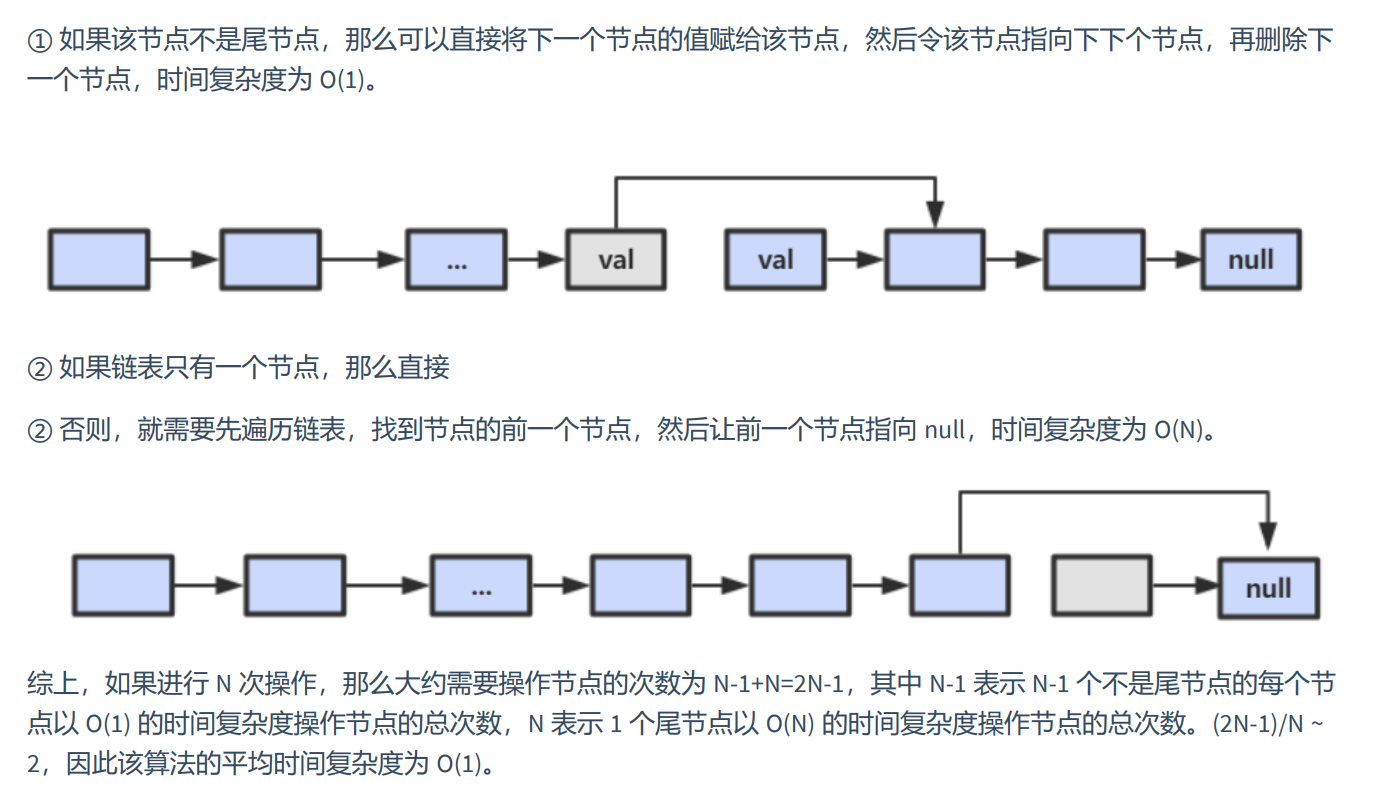 ① 如果该节点不是尾节点，那么可以直接将下一个节点的值赋给该节点，然后令该节点指向下下个节点，再删除下
一个节点，时间复杂度为 O(1)。
... val val null
② 如果链表只有一个节点，那么直接
② 否则，就需要先遍历链表，找到节点的前一个节点，然后让前一个节点指向 null，时间复杂度为 O(N)。
... null
综上，如果进行 N 次操作，那么大约需要操作节点的次数为 N-1+N=2N-1，其中 N-1 表示 N-1 个不是尾节点的每个节
点以 O(1) 的时间复杂度操作节点的总次数，N 表示 1 个尾节点以 O(N) 的时间复杂度操作节点的总次数。(2N-1)/N ~
2，因此该算法的平均时间复杂度为 O(1)。